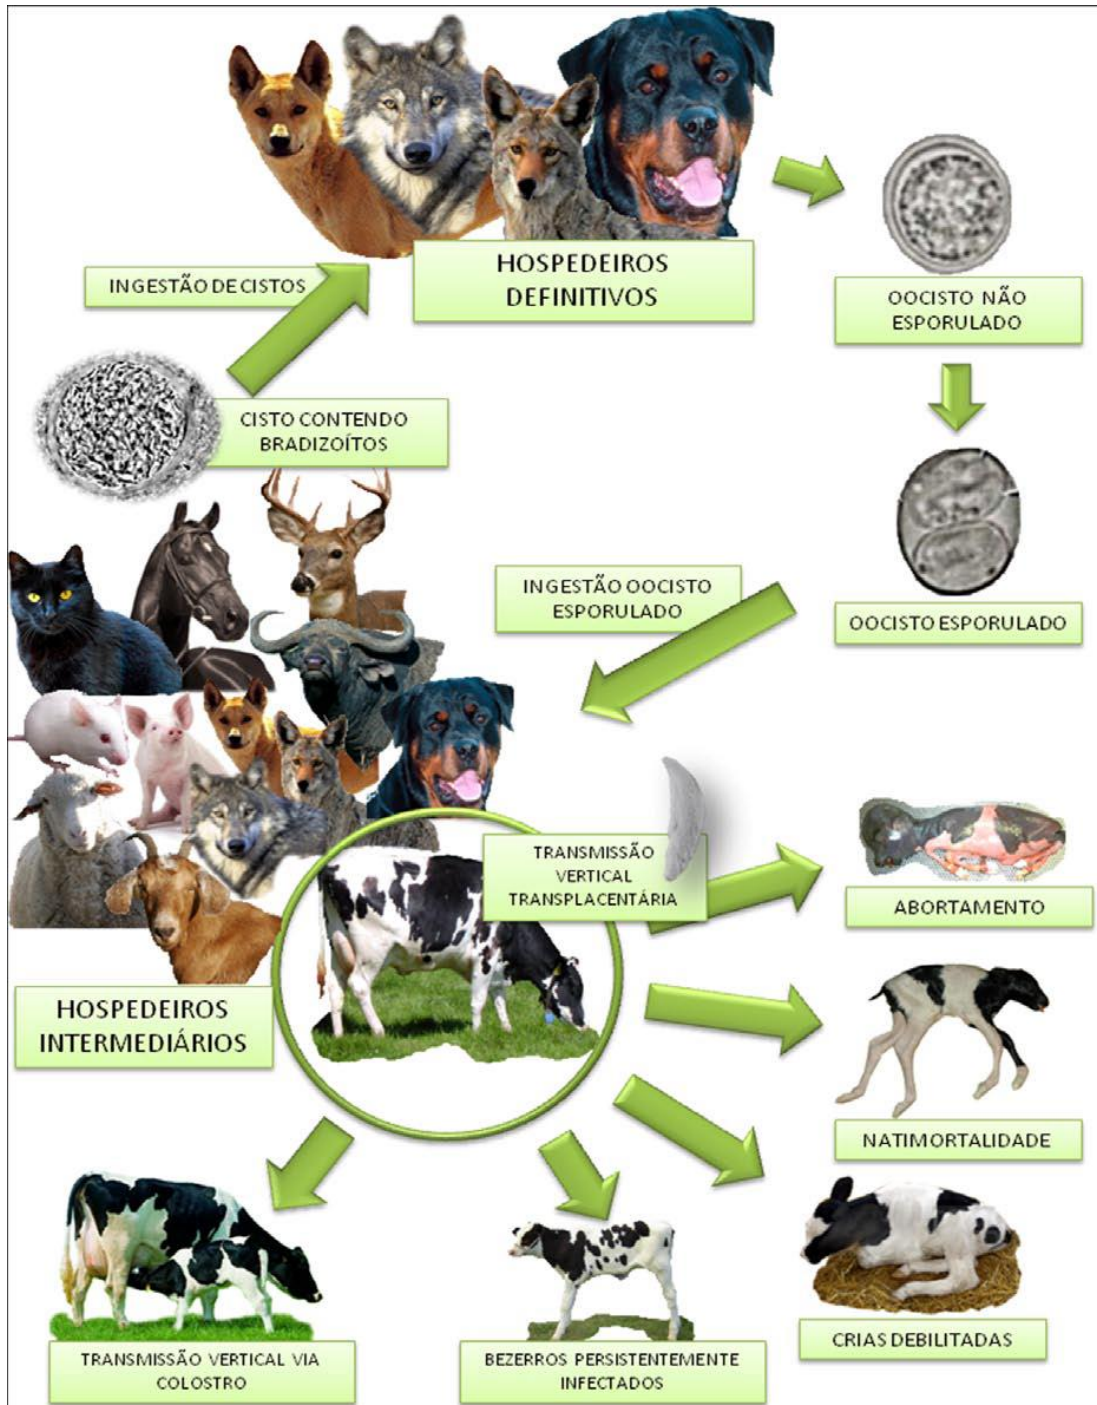 HOSPEDEIROS
DEFINITIVOS
INGESTÃO DE CISTOS
OOCISTO NÃO
ESPORULADO
CISTO CONTENDO
BRADIZOÍTOS
INGESTÃO OOCISTO
ESPORULADO
OOCISTO ESPORULADO
TRANSMISSÃO
VERTICAL
TRANSPLACENTÁRIA
ABORTAMENTO
HOSPEDEIROS
INTERMEDIÁRIOS
NATIMORTALIDADE
CRIAS DEBILITADAS
TRANSMISSÃO VERTICAL VIA
COLOSTRO
BEZERROS PERSISTENTEMENTE
INFECTADOS